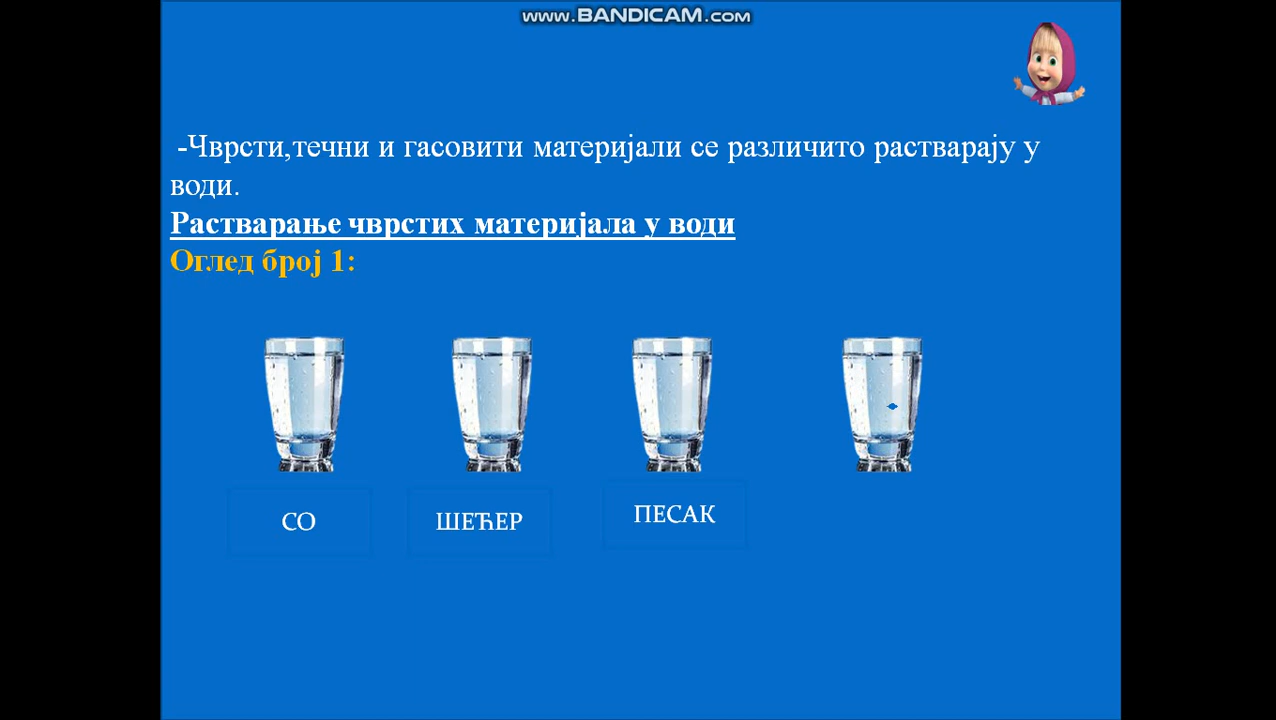 www.BANDICAM.com
-Чврсти,течни и гасовити материјали се различито растварају у
води.
Растварање чврстих материјала у води
Оглед број 1:
СО
ШЕЋЕР
ПЕСАК